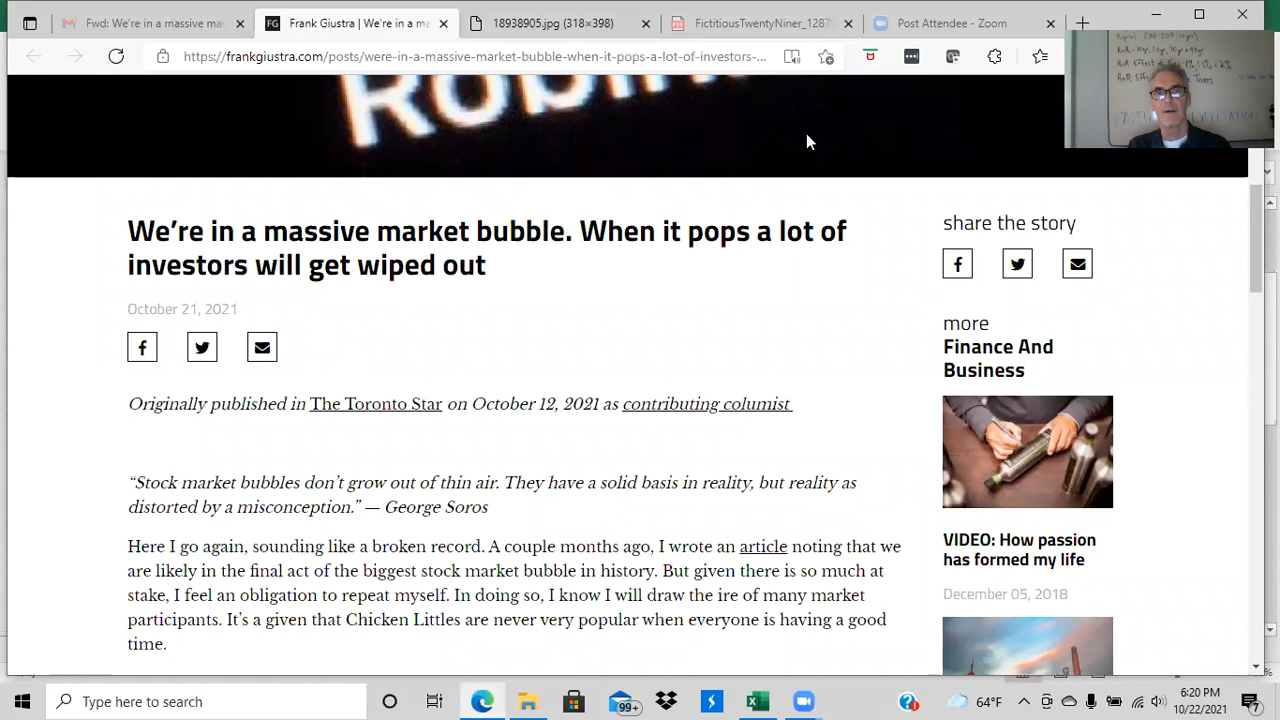 Fwd: We're in a massive ma
Frank Giustra | We're in a ma
18938905.jpg (318×398)
FictitiousTwentyNiner_1287
Post Attendee - Zoom
https://frankgiustra.com/posts/were-in-a-massive-market-bubble-when-it-pops-a-lot-of-investors-...
We're in a massive market bubble. When it pops a lot of
investors will get wiped out
October 21, 2021
Originally published in The Toronto Star on October 12, 2021 as contributing columist
“Stock market bubbles don't grow out of thin air. They have a solid basis in reality, but reality as
distorted by a misconception.” — George Soros
Here I go again, sounding like a broken record. A couple months ago, I wrote an article noting that we
are likely in the final act of the biggest stock market bubble in history. But given there is so much at
stake, I feel an obligation to repeat myself. In doing so, I know I will draw the ire of many market
participants. It's a given that Chicken Littles are never very popular when everyone is having a good
time.
share the story
more
Finance And
Business
VIDEO: How passion
has formed my life
December 05, 2018
Type here to search
99+
64°F
6:20 PM
10/22/2021
7